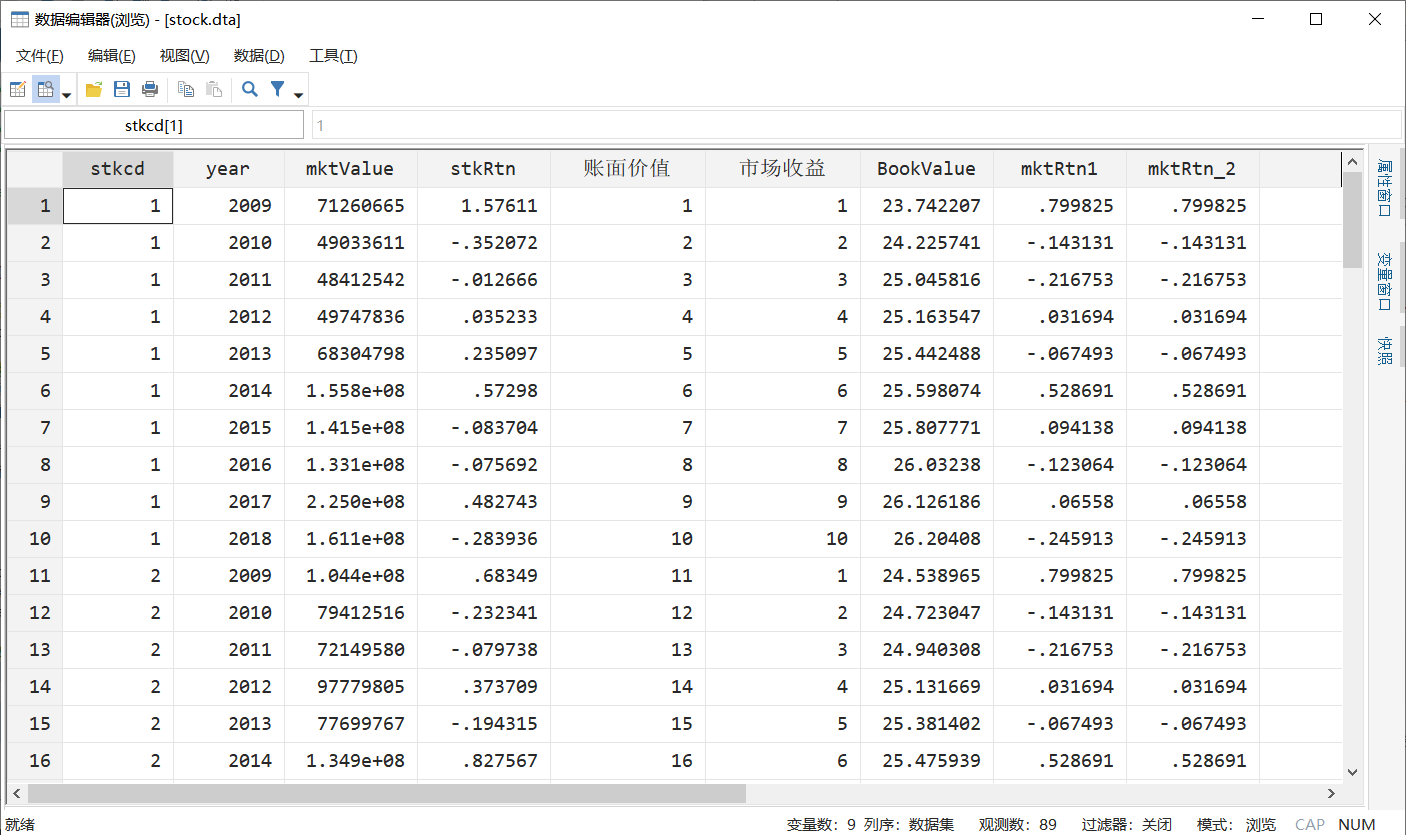 数据编辑器(浏览) - [stock.dta]
文件(F) 编辑(E) 视图(V) 数据(D) 工具(T)
stkcd[1] 1
stkcd year mktValue stkRtn 账面价值 市场收益 BookValue mktRtn1 mktRtn_2
1 1 2009 71260665 1.57611 1 1 23.742207 .799825 .799825
2 1 2010 49033611 -.352072 2 2 24.225741 -.143131 -.143131
3 1 2011 48412542 -.012666 3 3 25.045816 -.216753 -.216753
4 1 2012 49747836 .035233 4 4 25.163547 .031694 .031694
5 1 2013 68304798 .235097 5 5 25.442488 -.067493 -.067493
6 1 2014 1.558e+08 .57298 6 6 25.598074 .528691 .528691
7 1 2015 1.415e+08 -.083704 7 7 25.807771 .094138 .094138
8 1 2016 1.331e+08 -.075692 8 8 26.03238 -.123064 -.123064
9 1 2017 2.250e+08 .482743 9 9 26.126186 .06558 .06558
10 1 2018 1.611e+08 -.283936 10 10 26.20408 -.245913 -.245913
11 2 2009 1.044e+08 .68349 11 1 24.538965 .799825 .799825
12 2 2010 79412516 -.232341 12 2 24.723047 -.143131 -.143131
13 2 2011 72149580 -.079738 13 3 24.940308 -.216753 -.216753
14 2 2012 97779805 .373709 14 4 25.131669 .031694 .031694
15 2 2013 77699767 -.194315 15 5 25.381402 -.067493 -.067493
16 2 2014 1.349e+08 .827567 16 6 25.475939 .528691 .528691
属性窗口
变量窗口
快照
就绪 变量数: 9 列序: 数据集 观测数: 89 过滤器: 关闭 模式: 浏览 CAP NUM